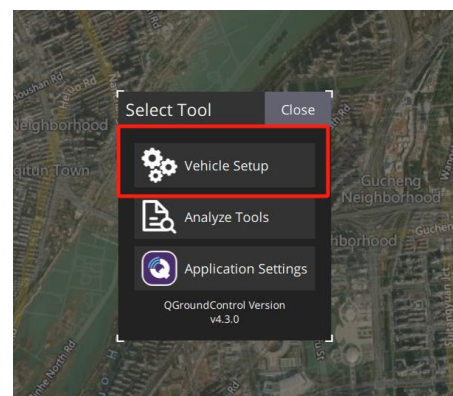 Select Tool
Close
Vehicle Setup
Analyze Tools
Application Settings
QGroundControl Version
v4.3.0
Neighborhood
Gucheng
Neighborhood